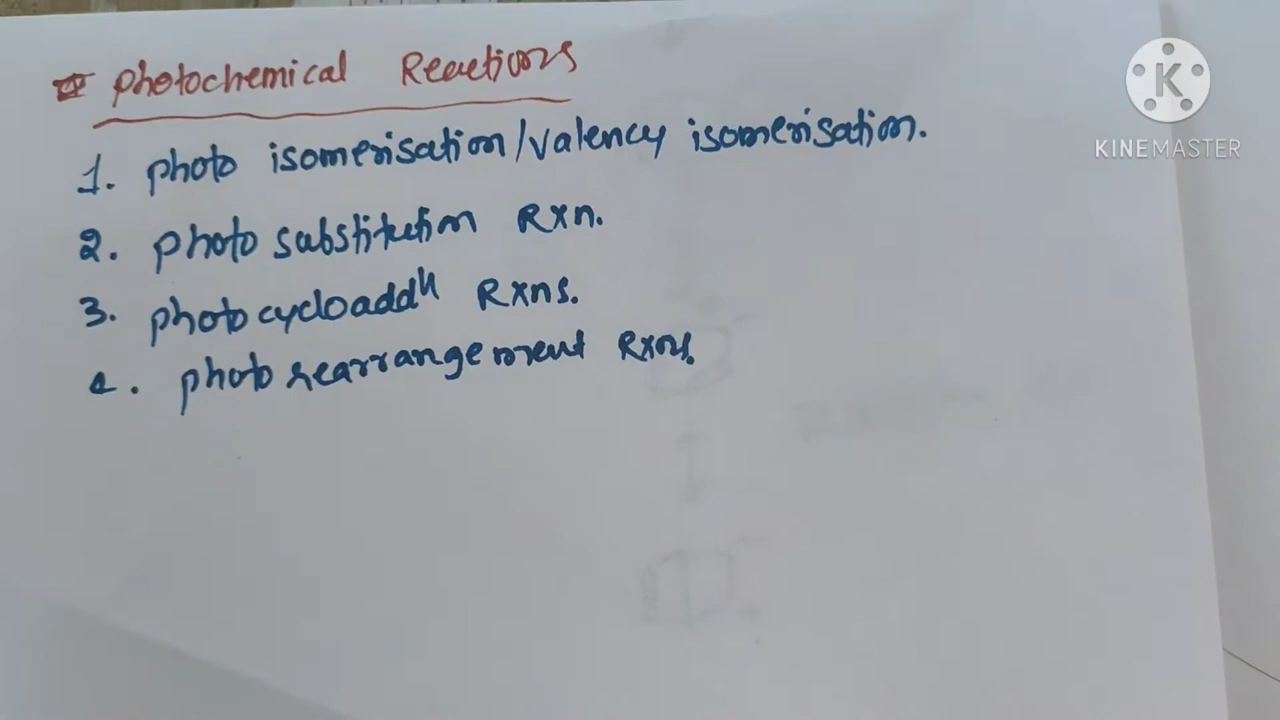 Photochemical Reactions
1. photo isomerisation/valency isomerisation.
2. photo substitution Rxn.
3. photocycloaddn Rxns.
4. photo rearrangement Rxns.
K
KINEMASTER